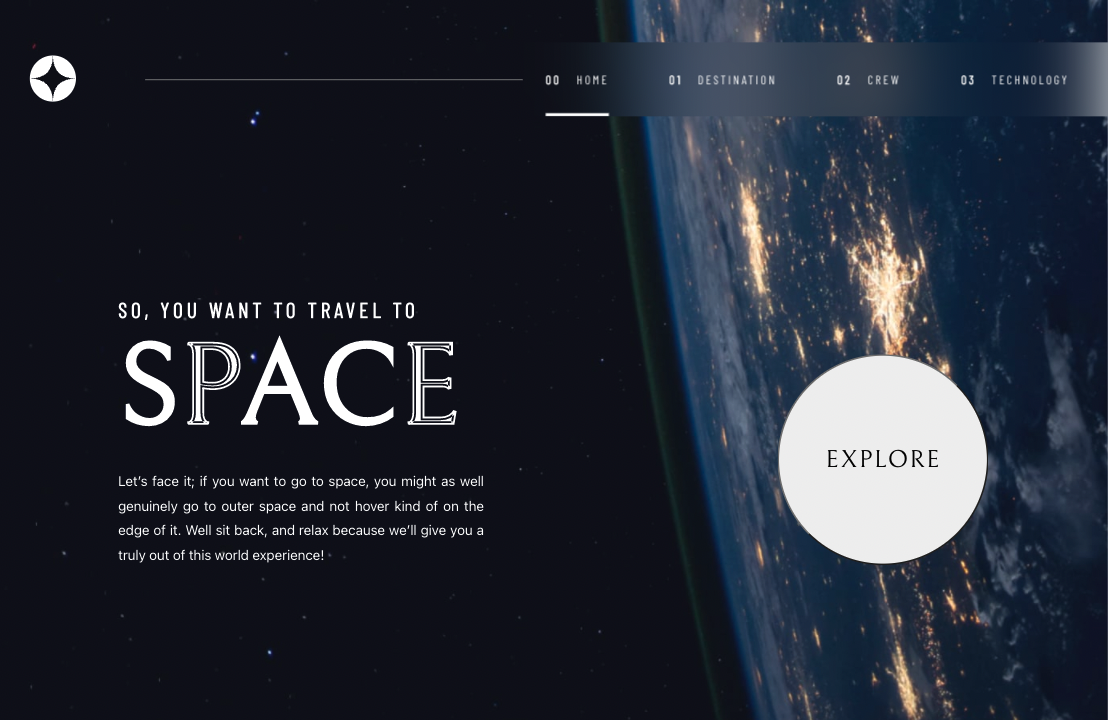 00 HOME 01 DESTINATION 02 CREW 03 TECHNOLOGY
SO, YOU WANT TO TRAVEL TO
SPACE
Let’s face it; if you want to go to space, you might as well
genuinely go to outer space and not hover kind of on the
edge of it. Well sit back, and relax because we’ll give you a
truly out of this world experience!
EXPLORE